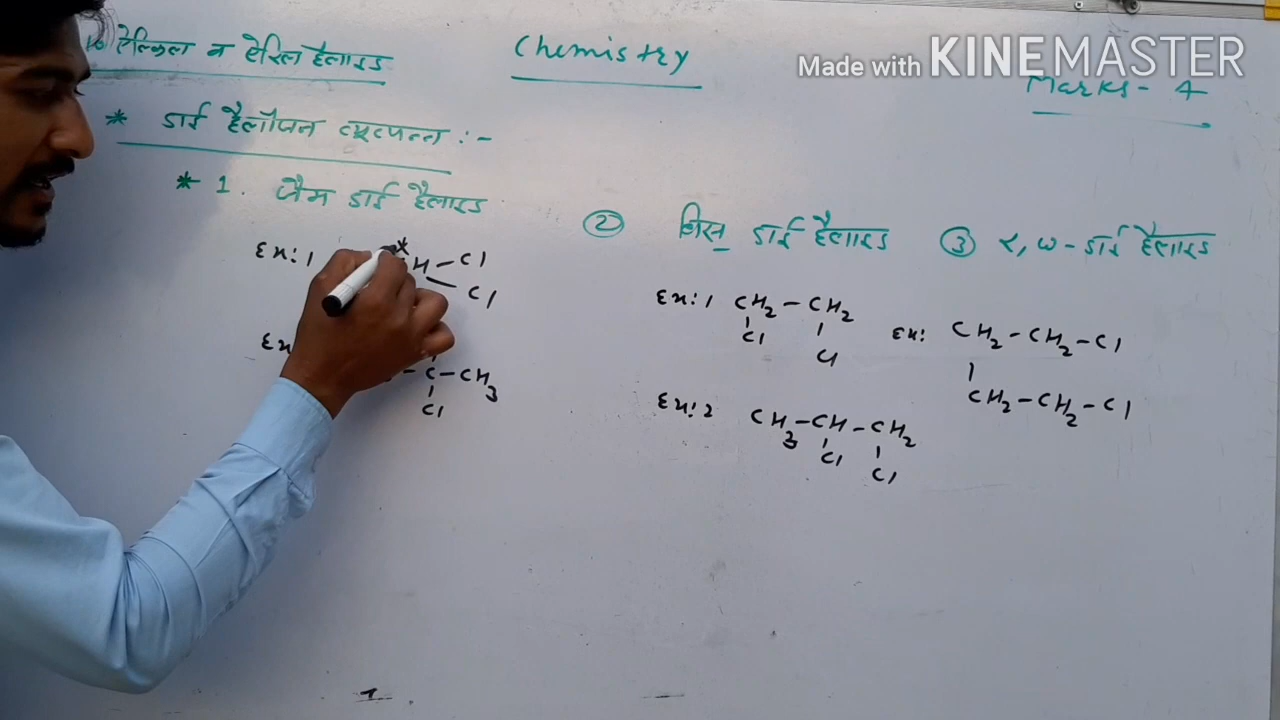 10 ऐल्किल व ऐरिल हैलाइड
Chemistry
Made with KINEMASTER
Marks - 4
* डाई हैलोजन व्युत्पन्न :-
* 1. जैम डाई हैलाइड
② विस डाई हैलाइड
③ ω - डाई हैलाइड
Ex: 1
*
H - Cl
Cl
- C - CH3
Cl
Ex: 1 CH2 - CH2
Cl Cl
Ex: 2 CH3 - CH - CH2
Cl Cl
Ex: CH2 - CH2 - Cl
CH2 - CH2 - Cl